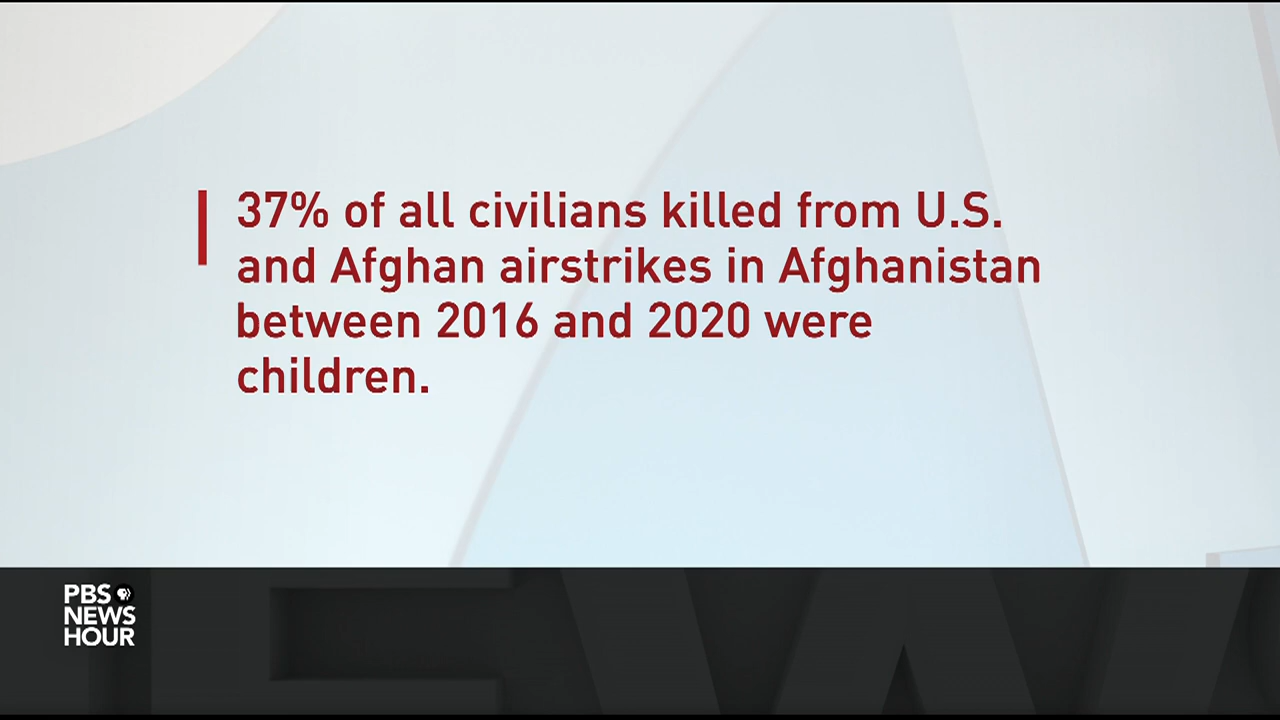 37% of all civilians killed from U.S.
and Afghan airstrikes in Afghanistan
between 2016 and 2020 were
children.
PBS
NEWS
HOUR